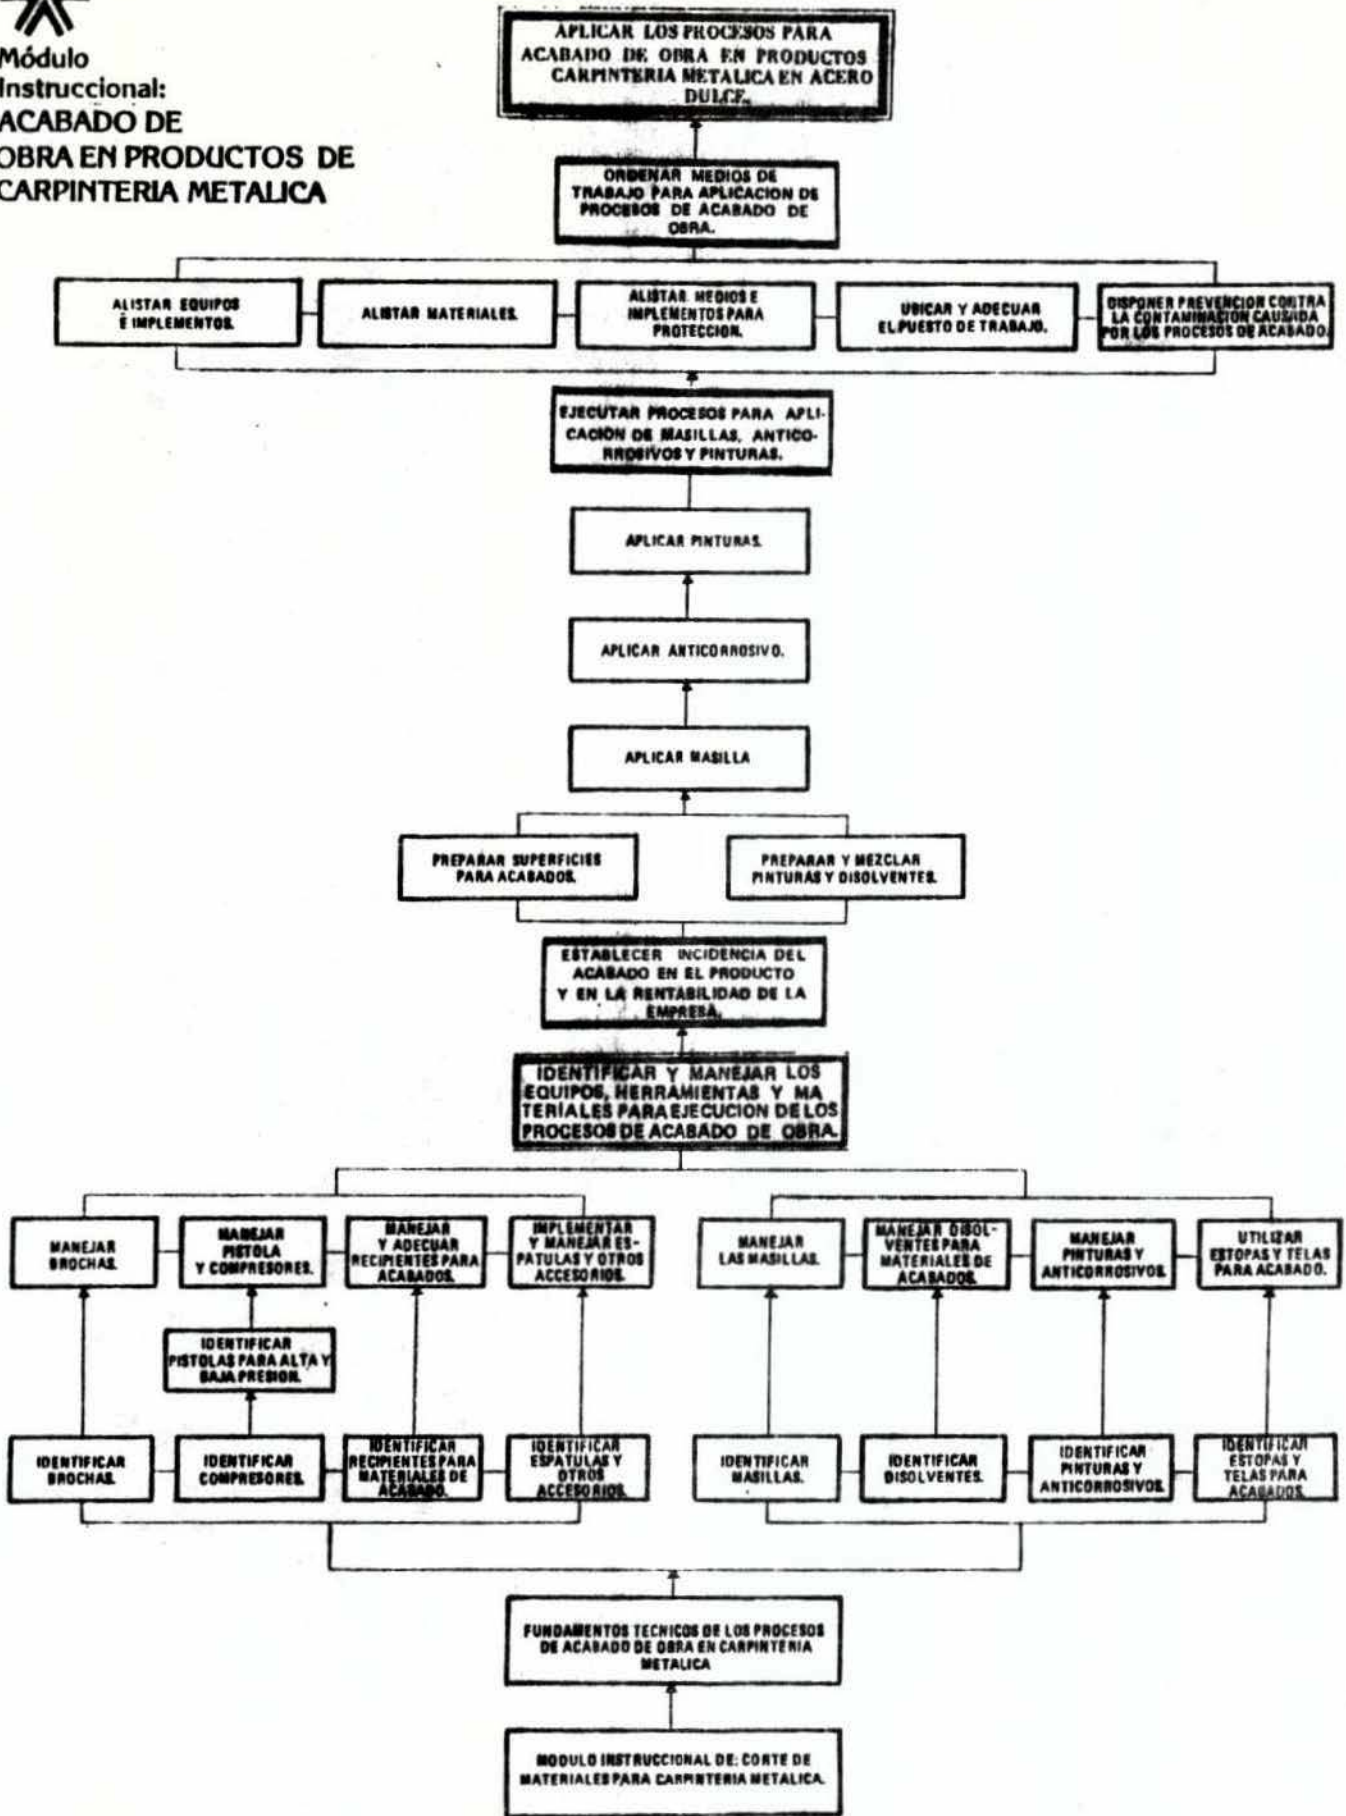 Módulo
Instruccional:
ACABADO DE
OBRA EN PRODUCTOS DE
CARPINTERIA METALICA
APLICAR LOS PROCESOS PARA
ACABADO DE OBRA EN PRODUCTOS
CARPINTERIA METALICA EN ACERO
DULCE.
ORDENAR MEDIOS DE
TRABAJO PARA APLICACION DE
PROCESOS DE ACABADO DE
OBRA.
ALISTAR EQUIPOS
E IMPLEMENTOS.
ALISTAR MATERIALES.
ALISTAR MEDIOS E
IMPLEMENTOS PARA
PROTECCION.
UBICAR Y ADECUAR
EL PUESTO DE TRABAJO.
DISPONER PREVENCION CONTRA
LA CONTAMINACION CAUSADA
POR LOS PROCESOS DE ACABADO.
EJECUTAR PROCESOS PARA APLI-
CACION DE MASILLAS, ANTICO-
RROSIVOS Y PINTURAS.
APLICAR PINTURAS.
APLICAR ANTICORROSIVO.
APLICAR MASILLA
PREPARAR SUPERFICIES
PARA ACABADOS.
PREPARAR Y MEZCLAR
PINTURAS Y DISOLVENTES.
ESTABLECER INCIDENCIA DEL
ACABADO EN EL PRODUCTO
Y EN LA RENTABILIDAD DE LA
EMPRESA.
IDENTIFICAR Y MANEJAR LOS
EQUIPOS, HERRAMIENTAS Y MA
TERIALES PARA EJECUCION DE LOS
PROCESOS DE ACABADO DE OBRA.
MANEJAR
BROCHAS.
MANEJAR
PISTOLA
Y COMPRESORES.
MANEJAR
Y ADECUAR
RECIPIENTES PARA
ACABADOS.
IMPLEMENTAR
Y MANEJAR ES-
PATULAS Y OTROS
ACCESORIOS.
MANEJAR
LAS MASILLAS.
MANEJAR DISOL-
VENTES PARA
MATERIALES DE
ACABADOS.
MANEJAR
PINTURAS Y
ANTICORROSIVOS.
UTILIZAR
ESTOPAS Y TELAS
PARA ACABADO.
IDENTIFICAR
PISTOLAS PARA ALTA Y
BAJA PRESION.
IDENTIFICAR
BROCHAS.
IDENTIFICAR
COMPRESORES.
IDENTIFICAR
RECIPIENTES PARA
MATERIALES DE
ACABADO.
IDENTIFICAR
ESPATULAS Y
OTROS
ACCESORIOS.
IDENTIFICAR
MASILLAS.
IDENTIFICAR
DISOLVENTES.
IDENTIFICAR
PINTURAS Y
ANTICORROSIVOS.
IDENTIFICAR
ESTOPAS Y
TELAS PARA
ACABADOS.
FUNDAMENTOS TECNICOS DE LOS PROCESOS
DE ACABADO DE OBRA EN CARPINTERIA
METALICA
MODULO INSTRUCCIONAL DE: CORTE DE
MATERIALES PARA CARPINTERIA METALICA.